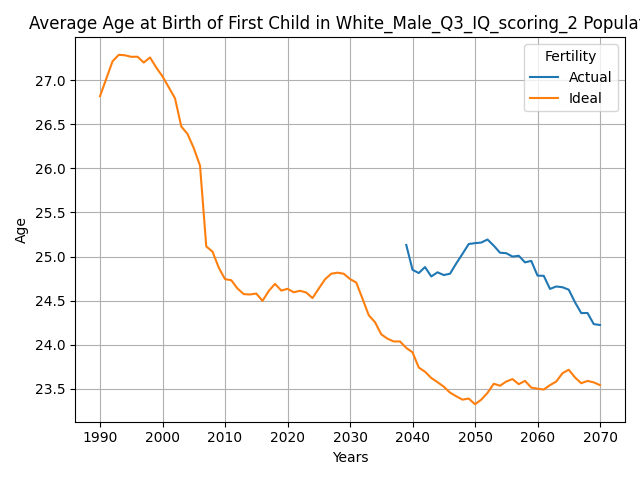 Average Age at Birth of First Child in White_Male_Q3_IQ_scoring_2 Populat
Fertility
Actual
Ideal
27.0
26.5
26.0
25.5
25.0
24.5
24.0
23.5
Age
1990 2000 2010 2020 2030 2040 2050 2060 2070
Years